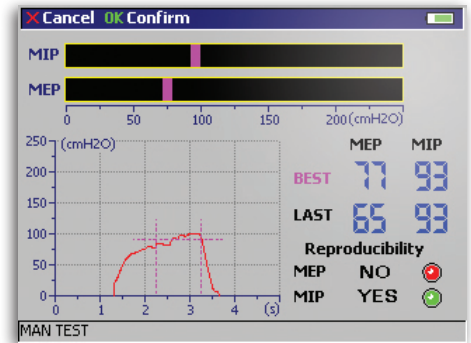 × Cancel OK Confirm
MIP
MEP
0 50 100 150 200 (cmH2O)
250 (cmH2O)
200
150
100
50
0
0 1 2 3 4 (s)
MEP MIP
BEST 77 93
LAST 65 93
Reproducibility
MEP NO
MIP YES
MAN TEST